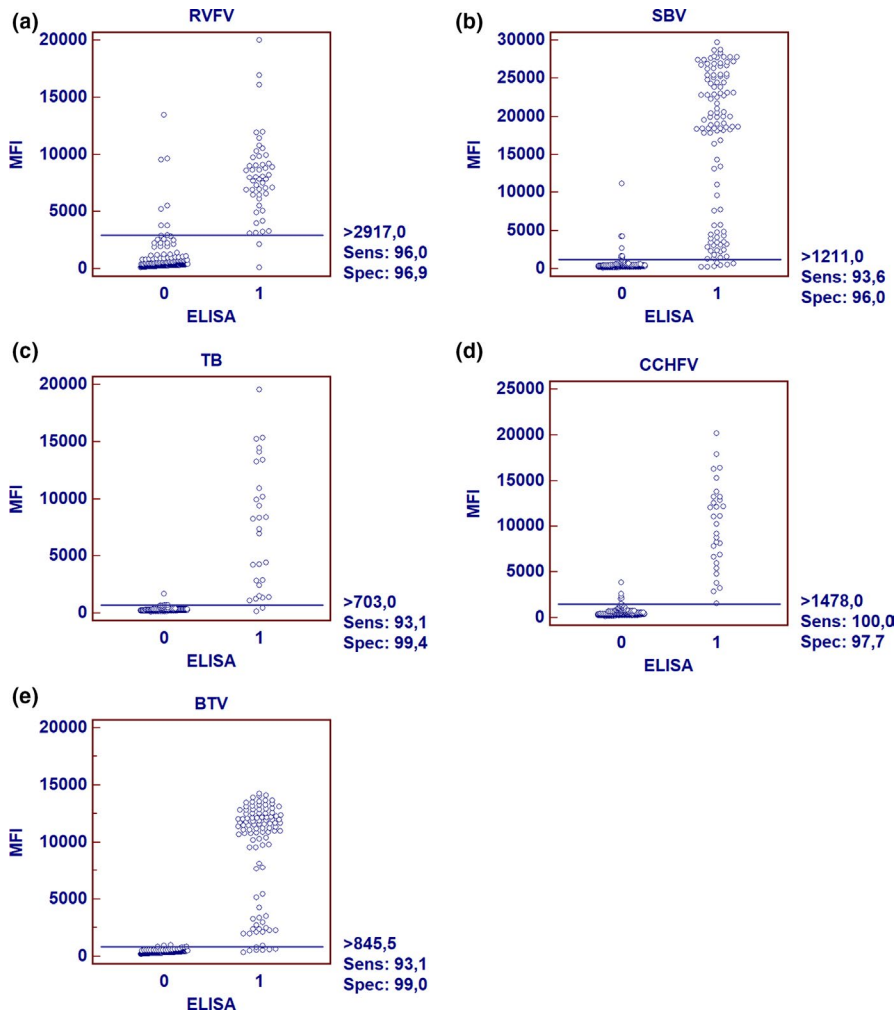 (a)
RVFV
20000
15000
10000
5000
0
MFI
0 1
ELISA
>2917,0
Sens: 96,0
Spec: 96,9
(b)
SBV
30000
25000
20000
15000
10000
5000
0
MFI
0 1
ELISA
>1211,0
Sens: 93,6
Spec: 96,0
(c)
TB
20000
15000
10000
5000
0
MFI
0 1
ELISA
>703,0
Sens: 93,1
Spec: 99,4
(d)
CCHFV
25000
20000
15000
10000
5000
0
MFI
0 1
ELISA
>1478,0
Sens: 100,0
Spec: 97,7
(e)
BTV
20000
15000
10000
5000
0
MFI
0 1
ELISA
>845,5
Sens: 93,1
Spec: 99,0